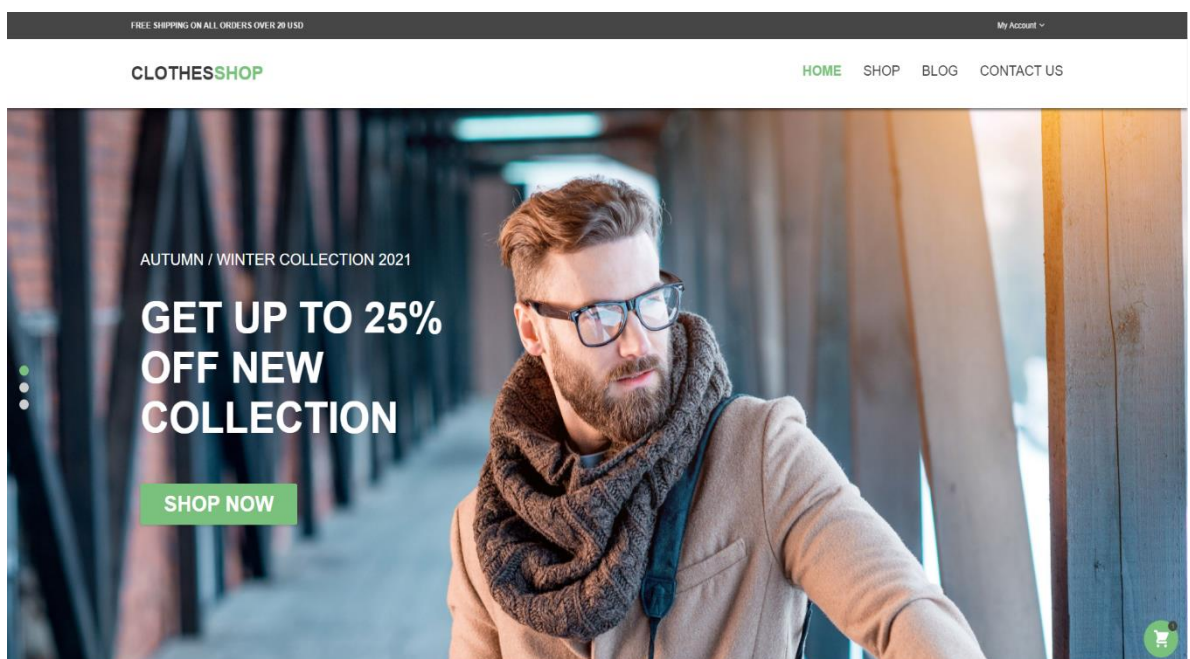 FREE SHIPPING ON ALL ORDERS OVER 20 USD
My Account
CLOTHESSHOP
HOME SHOP BLOG CONTACT US
AUTUMN / WINTER COLLECTION 2021
GET UP TO 25%
OFF NEW
COLLECTION
SHOP NOW